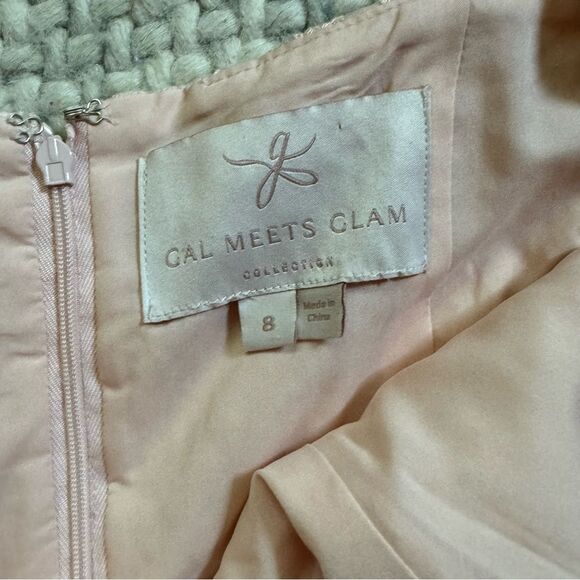 g
GAL MEETS GLAM
COLLECTION
8
Made in
China